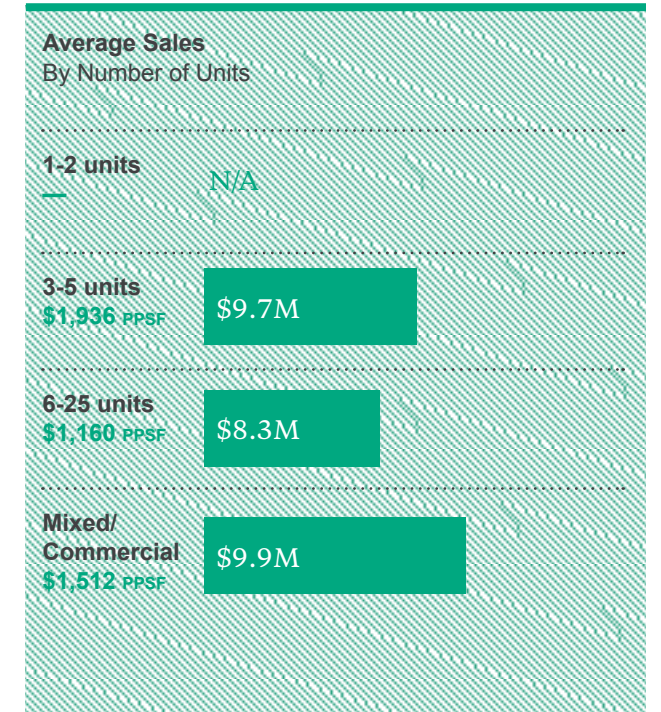 Average Sales
By Number of Units
1-2 units
—
N/A
3-5 units
$1,936 PPSF
$9.7M
6-25 units
$1,160 PPSF
$8.3M
Mixed/
Commercial
$1,512 PPSF
$9.9M